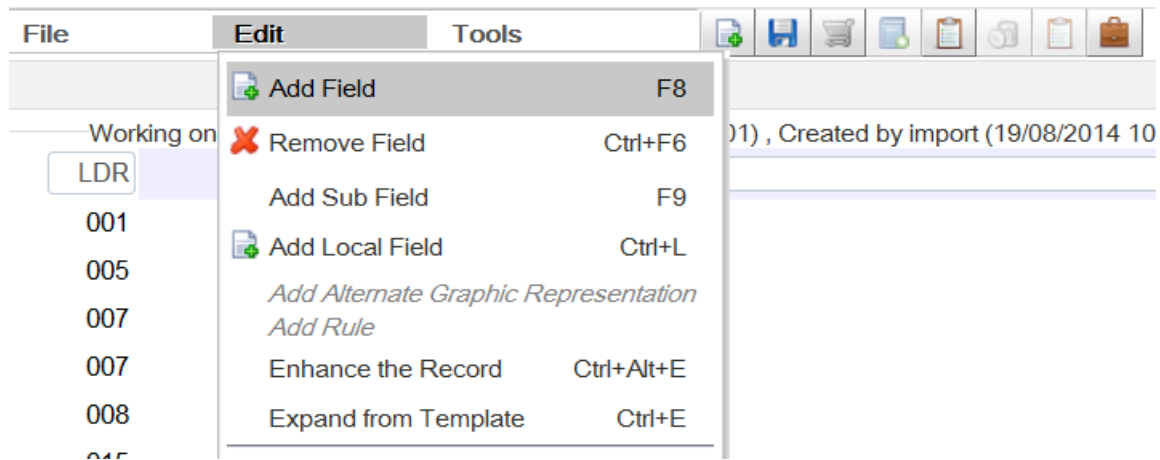 File Edit Tools
Add Field F8
Working on 01) , Created by import (19/08/2014 10
Remove Field Ctrl+F6
LDR
Add Sub Field F9
001
Add Local Field Ctrl+L
005
Add Alternate Graphic Representation
007
Add Rule
007 Enhance the Record Ctrl+Alt+E
008 Expand from Template Ctrl+E